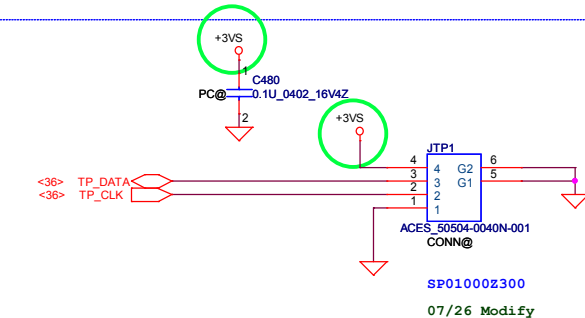 +3VS
1
C480
PC@ 0.1U_0402_16V4Z
2
+3VS
JTP1
4 4 G2 6
<36> TP_DATA 3 3 G1 5
<36> TP_CLK 2 2
1 1
ACES_50504-0040N-001
CONN@
SP01000Z300
07/26 Modify